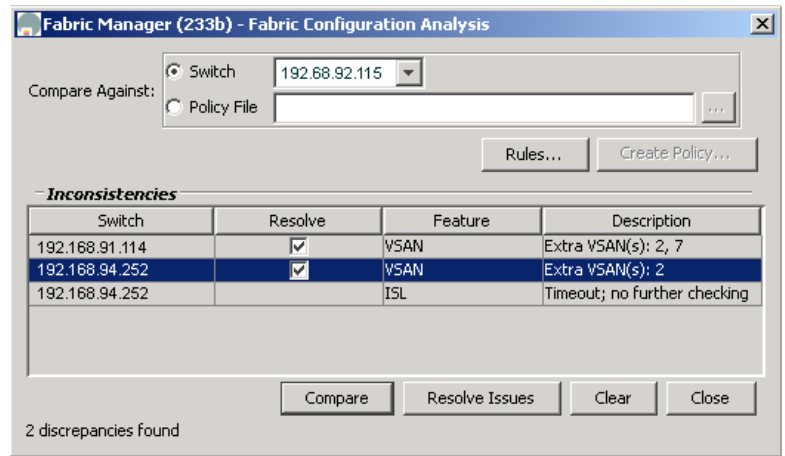 Fabric Manager (233b) - Fabric Configuration Analysis
Compare Against:
Switch 192.68.92.115
Policy File ...
Rules... Create Policy...
Inconsistencies
Switch Resolve Feature Description
192.168.91.114 VSAN Extra VSAN(s): 2, 7
192.168.94.252 VSAN Extra VSAN(s): 2
192.168.94.252 ISL Timeout; no further checking
Compare Resolve Issues Clear Close
2 discrepancies found